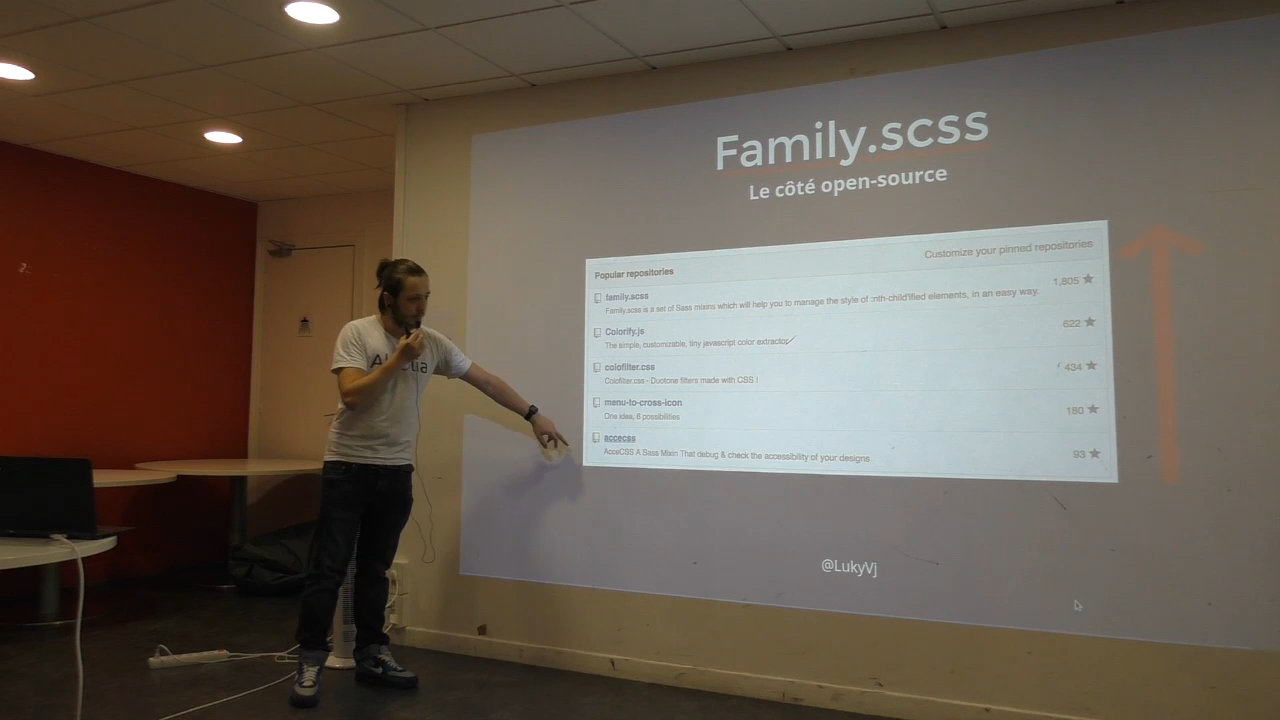 Family.scss
Le côté open-source
Popular repositories
Customize your pinned repositories
family.scss
1,805 ★
Family.scss is a set of Sass mixins which will help you to manage the style of :nth-child'ified elements, in an easy way.
Colorify.js
622 ★
The simple, customizable, tiny javascript color extractor
colofilter.css
434 ★
Colofilter.css - Duotone filters made with CSS !
menu-to-cross-icon
180 ★
One idea, 6 possibilities
accecss
93 ★
AcceCSS A Sass Mixin That debug & check the accessibility of your designs
@LukyVj